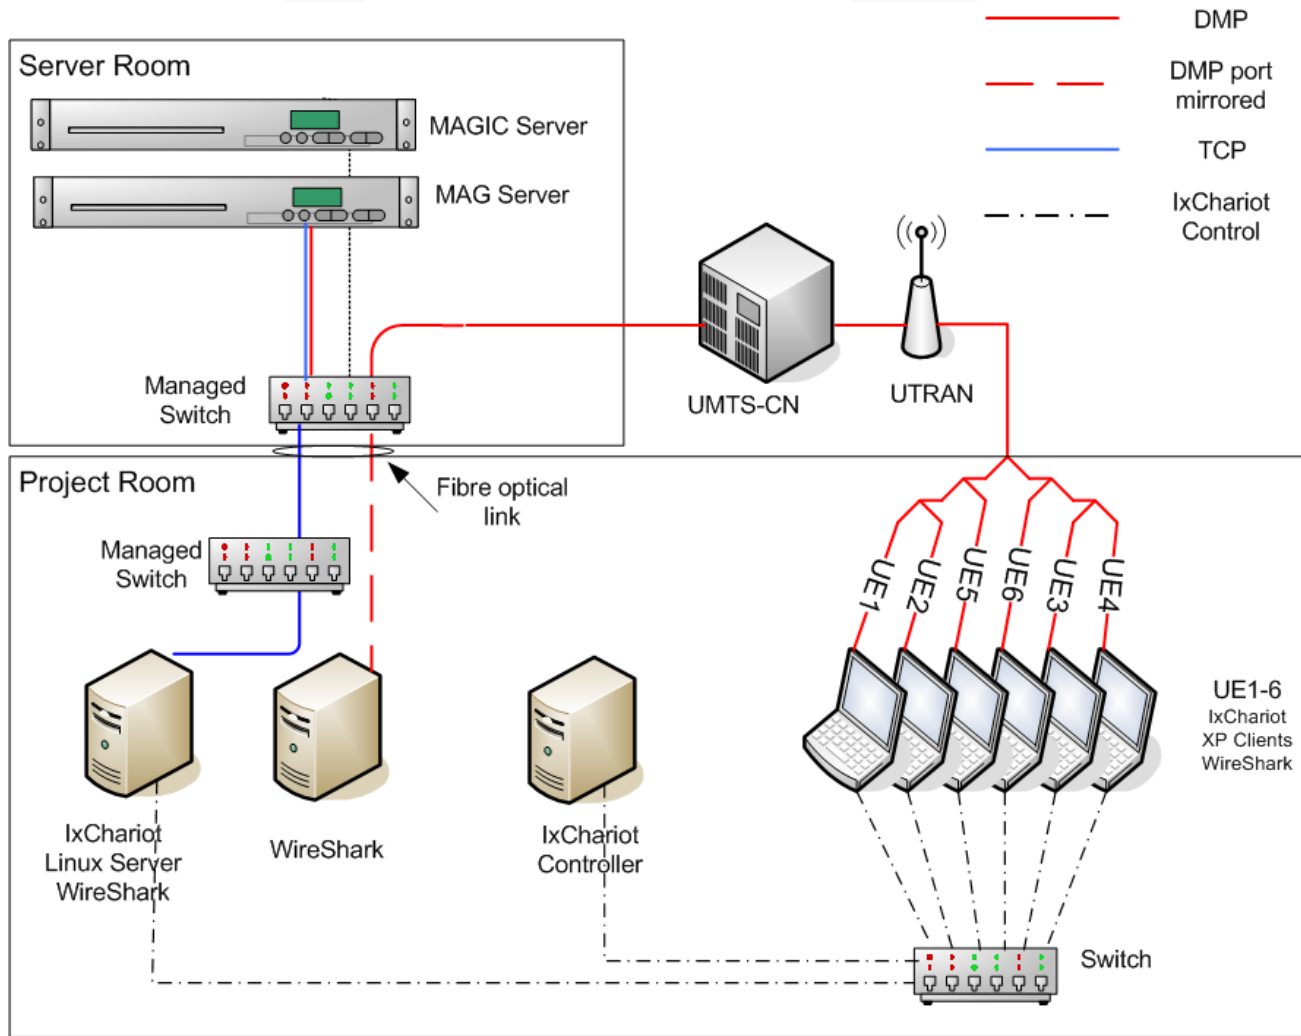 DMP
DMP port
mirrored
TCP
IxChariot
Control
Server Room
MAGIC Server
MAG Server
Managed
Switch
UMTS-CN
UTRAN
Project Room
Fibre optical
link
Managed
Switch
UE1
UE2
UE5
UE6
UE3
UE4
UE1-6
IxChariot
XP Clients
WireShark
IxChariot
Linux Server
WireShark
WireShark
IxChariot
Controller
Switch